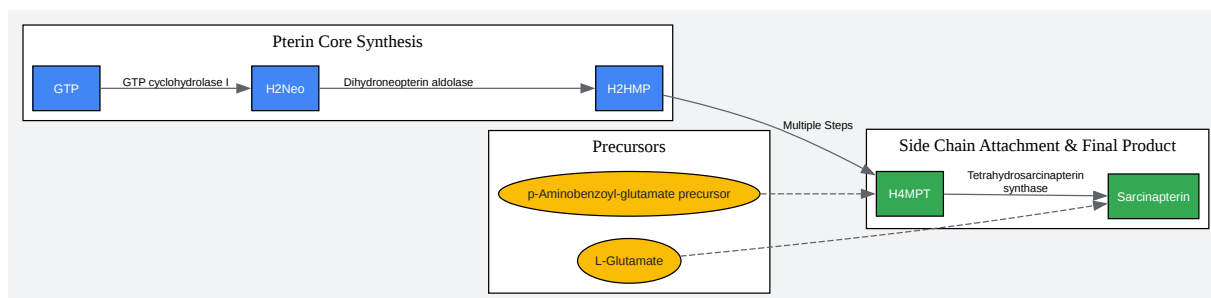 Pterin Core Synthesis
GTP
GTP cyclohydrolase I
H2Neo
Dihydroneopterin aldolase
H2HMP
Multiple Steps
Precursors
p-Aminobenzoyl-glutamate precursor
L-Glutamate
Side Chain Attachment & Final Product
H4MPT
Tetrahydrosarcinapterin
synthase
Sarcinapterin